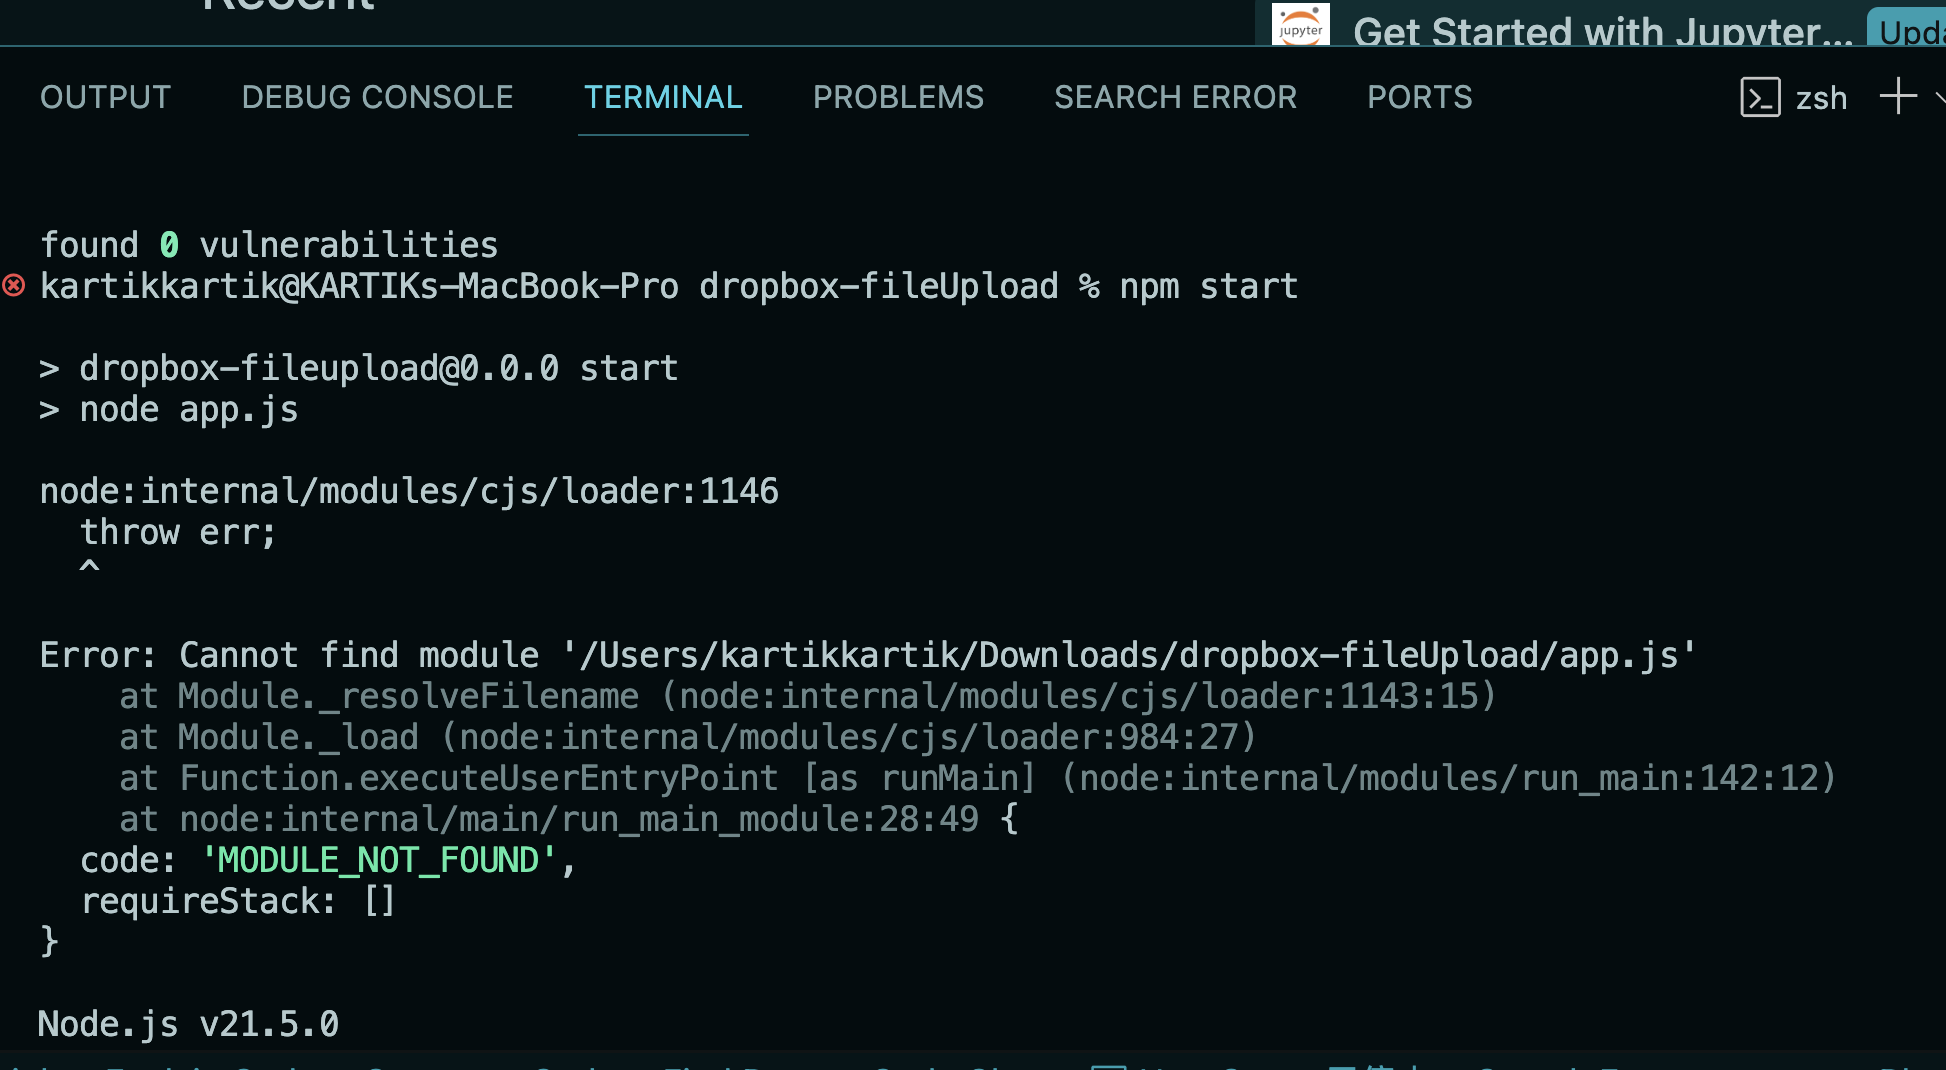 Recent
jupyter
Get Started with Jupyter...
OUTPUT DEBUG CONSOLE TERMINAL PROBLEMS SEARCH ERROR PORTS zsh
found 0 vulnerabilities
kartikkartik@KARTIKs-MacBook-Pro dropbox-fileUpload % npm start
> dropbox-fileupload@0.0.0 start
> node app.js
node:internal/modules/cjs/loader:1146
throw err;
^
Error: Cannot find module '/Users/kartikkartik/Downloads/dropbox-fileUpload/app.js'
at Module._resolveFilename (node:internal/modules/cjs/loader:1143:15)
at Module._load (node:internal/modules/cjs/loader:984:27)
at Function.executeUserEntryPoint [as runMain] (node:internal/modules/run_main:142:12)
at node:internal/main/run_main_module:28:49 {
code: 'MODULE_NOT_FOUND',
requireStack: []
}
Node.js v21.5.0